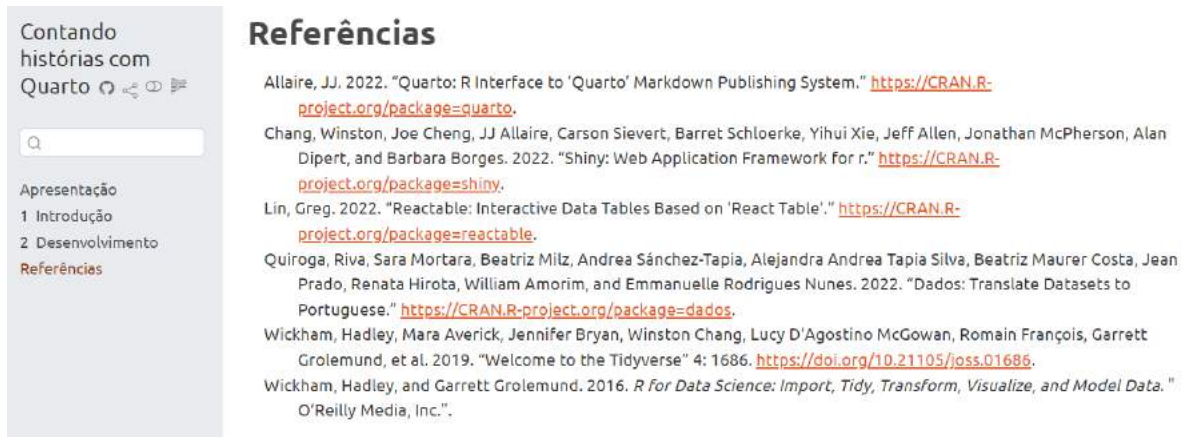 Contando
histórias com
Quarto
Apresentação
1 Introdução
2 Desenvolvimento
Referências
Referências
Allaire, JJ. 2022. “Quarto: R Interface to 'Quarto' Markdown Publishing System.” https://CRAN.R-
project.org/package=quarto.
Chang, Winston, Joe Cheng, JJ Allaire, Carson Sievert, Barret Schloerke, Yihui Xie, Jeff Allen, Jonathan McPherson, Alan
Dipert, and Barbara Borges. 2022. “Shiny: Web Application Framework for r.” https://CRAN.R-
project.org/package=shiny.
Lin, Greg. 2022. “Reactable: Interactive Data Tables Based on 'React Table'.” https://CRAN.R-
project.org/package=reactable.
Quiroga, Riva, Sara Mortara, Beatriz Milz, Andrea Sánchez-Tapia, Alejandra Andrea Tapia Silva, Beatriz Maurer Costa, Jean
Prado, Renata Hirota, William Amorim, and Emmanuelle Rodrigues Nunes. 2022. “Dados: Translate Datasets to
Portuguese.” https://CRAN.R-project.org/package=dados.
Wickham, Hadley, Mara Averick, Jennifer Bryan, Winston Chang, Lucy D’Agostino McGowan, Romain François, Garrett
Grolemund, et al. 2019. “Welcome to the Tidyverse” 4: 1686. https://doi.org/10.21105/joss.01686.
Wickham, Hadley, and Garrett Grolemund. 2016. R for Data Science: Import, Tidy, Transform, Visualize, and Model Data. "
O’Reilly Media, Inc.".